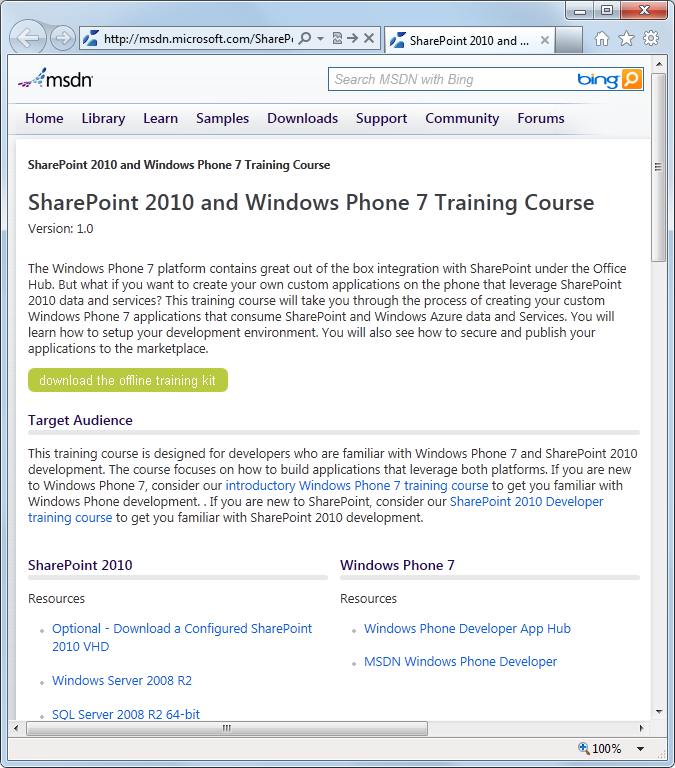 http://msdn.microsoft.com/ShareP
SharePoint 2010 and ...
msdn
Search MSDN with Bing
bing
Home Library Learn Samples Downloads Support Community Forums
SharePoint 2010 and Windows Phone 7 Training Course
SharePoint 2010 and Windows Phone 7 Training Course
Version: 1.0
The Windows Phone 7 platform contains great out of the box integration with SharePoint under the Office
Hub. But what if you want to create your own custom applications on the phone that leverage SharePoint
2010 data and services? This training course will take you through the process of creating your custom
Windows Phone 7 applications that consume SharePoint and Windows Azure data and Services. You will
learn how to setup your development environment. You will also see how to secure and publish your
applications to the marketplace.
download the offline training kit
Target Audience
This training course is designed for developers who are familiar with Windows Phone 7 and SharePoint 2010
development. The course focuses on how to build applications that leverage both platforms. If you are new
to Windows Phone 7, consider our introductory Windows Phone 7 training course to get you familiar with
Windows Phone development. . If you are new to SharePoint, consider our SharePoint 2010 Developer
training course to get you familiar with SharePoint 2010 development.
SharePoint 2010
Resources
Optional - Download a Configured SharePoint
2010 VHD
Windows Server 2008 R2
SQL Server 2008 R2 64-bit
Windows Phone 7
Resources
Windows Phone Developer App Hub
MSDN Windows Phone Developer
100%